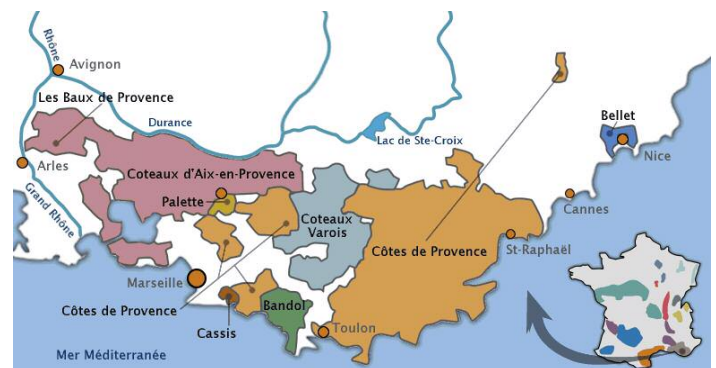 Rhône
Avignon
Les Baux de Provence
Durance
Lac de Ste-Croix
Bellet
Nice
Arles
Grand Rhône
Coteaux d'Aix-en-Provence
Palette
Coteaux
Varois
Cannes
Côtes de Provence
St-Raphaël
Marseille
Côtes de Provence
Cassis
Bandol
Toulon
Mer Méditerranée